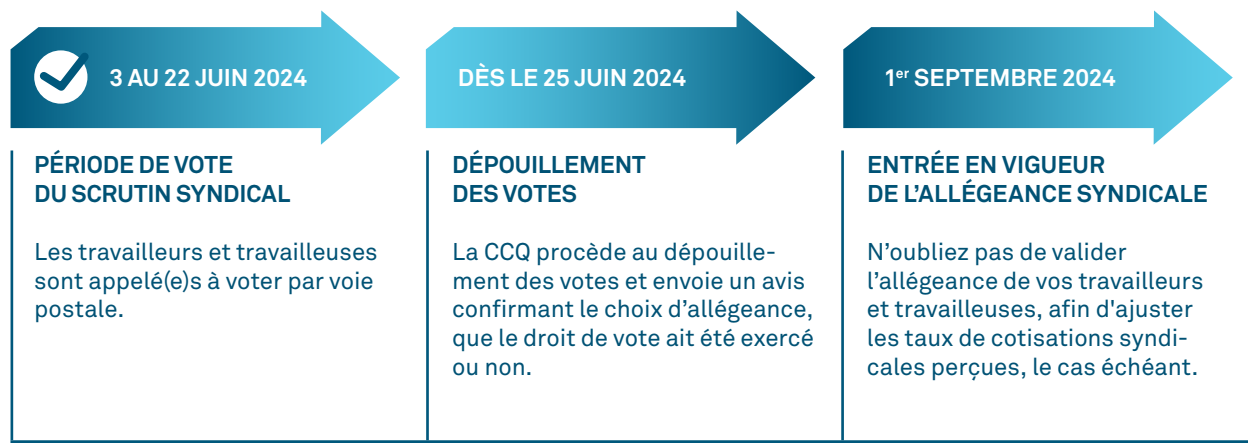 3 AU 22 JUIN 2024
PÉRIODE DE VOTE
DU SCRUTIN SYNDICAL
Les travailleurs et travailleuses
sont appelé(e)s à voter par voie
postale.
DÈS LE 25 JUIN 2024
DÉPOUILLEMENT
DES VOTES
La CCQ procède au dépouille-
ment des votes et envoie un avis
confirmant le choix d’allégeance,
que le droit de vote ait été exercé
ou non.
1er SEPTEMBRE 2024
ENTRÉE EN VIGUEUR
DE L’ALLÉGEANCE SYNDICALE
N’oubliez pas de valider
l’allégeance de vos travailleurs
et travailleuses, afin d'ajuster
les taux de cotisations syndi-
cales perçues, le cas échéant.